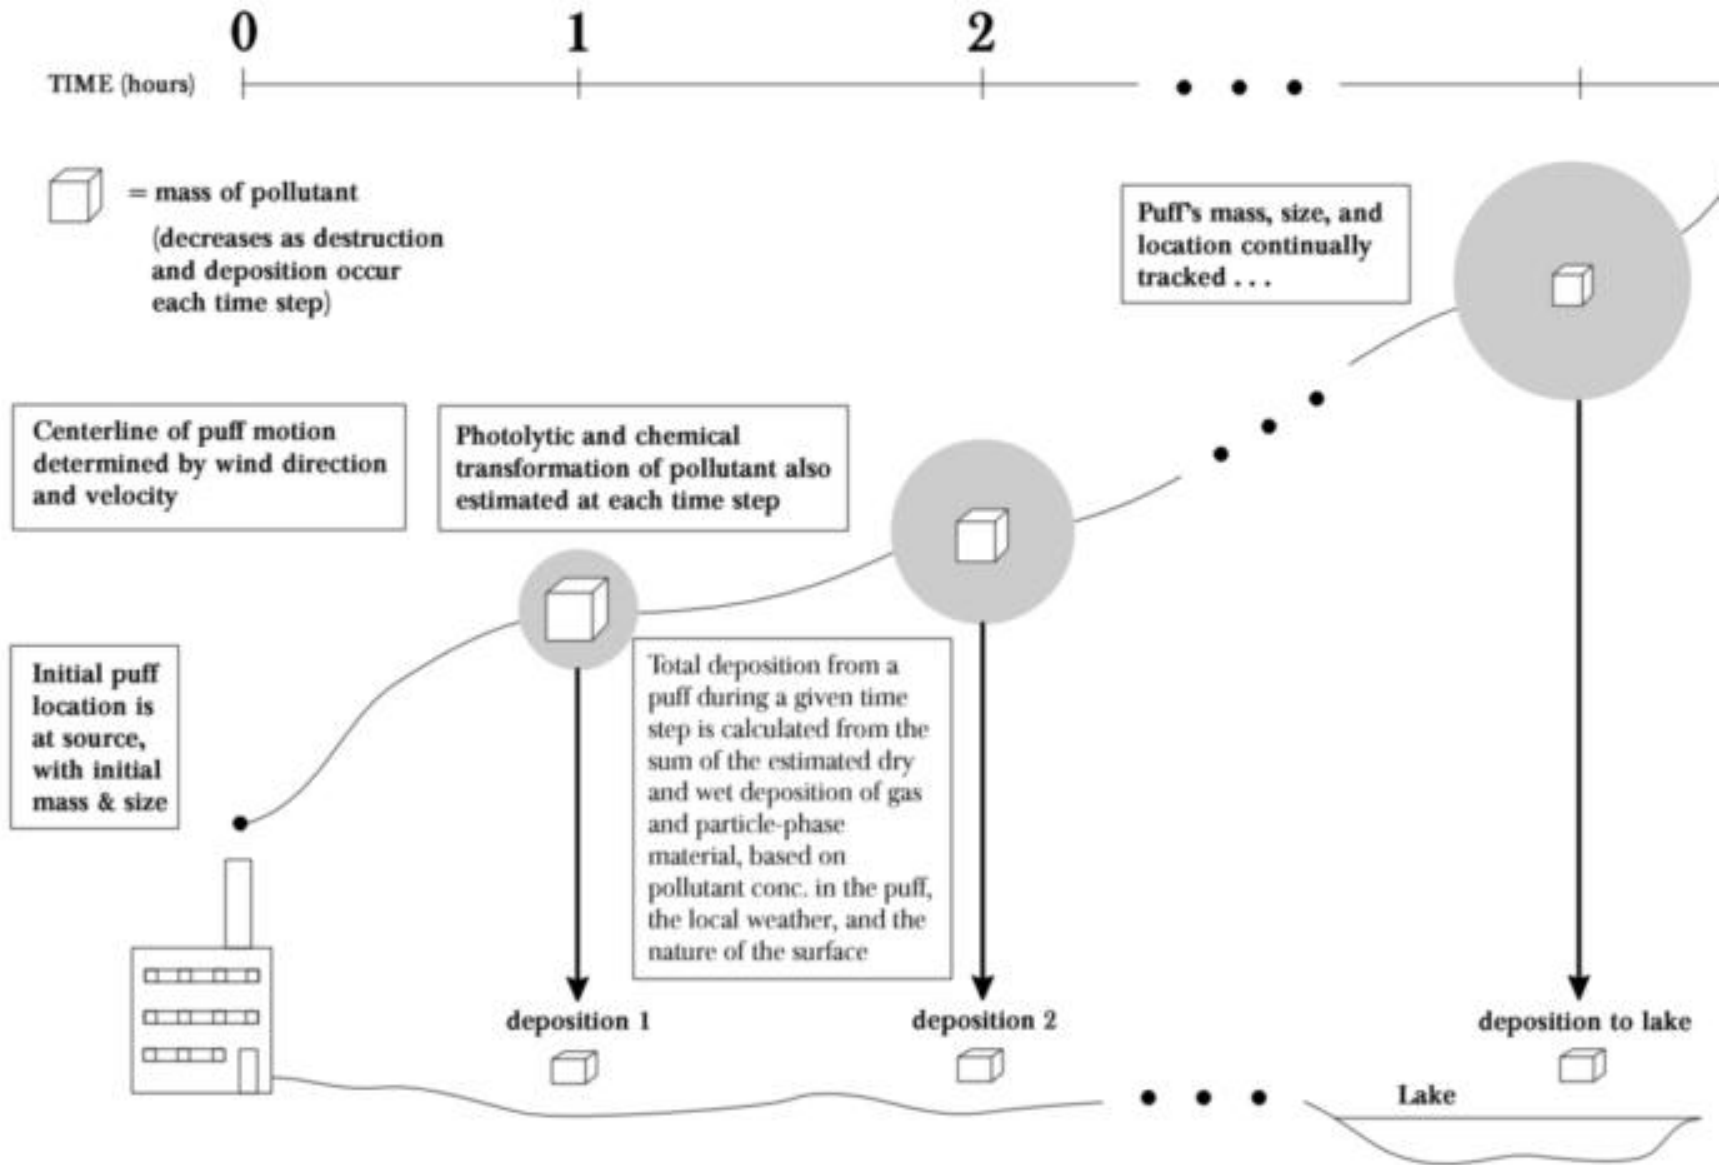 0 1 2
TIME (hours)
= mass of pollutant
(decreases as destruction
and deposition occur
each time step)
Puff's mass, size, and
location continually
tracked . . .
Centerline of puff motion
determined by wind direction
and velocity
Photolytic and chemical
transformation of pollutant also
estimated at each time step
Initial puff
location is
at source,
with initial
mass & size
Total deposition from a
puff during a given time
step is calculated from the
sum of the estimated dry
and wet deposition of gas
and particle-phase
material, based on
pollutant conc. in the puff,
the local weather, and the
nature of the surface
deposition 1
deposition 2
deposition to lake
Lake